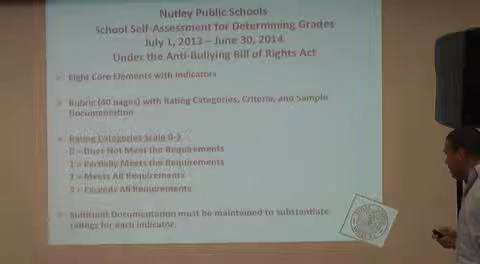 Nutley Public Schools
School Self-Assessment for Determining Grades
July 1, 2013 – June 30, 2014
Under the Anti-Bullying Bill of Rights Act
Eight Core Elements with Indicators
Rubric (40 pages) with Rating Categories, Criteria, and Sample
Documentation
Rating Categories Scale 0-3
0 = Does Not Meet the Requirements
1 = Partially Meets the Requirements
2 = Meets All Requirements
3 = Exceeds All Requirements
Sufficient Documentation must be maintained to substantiate
ratings for each indicator.